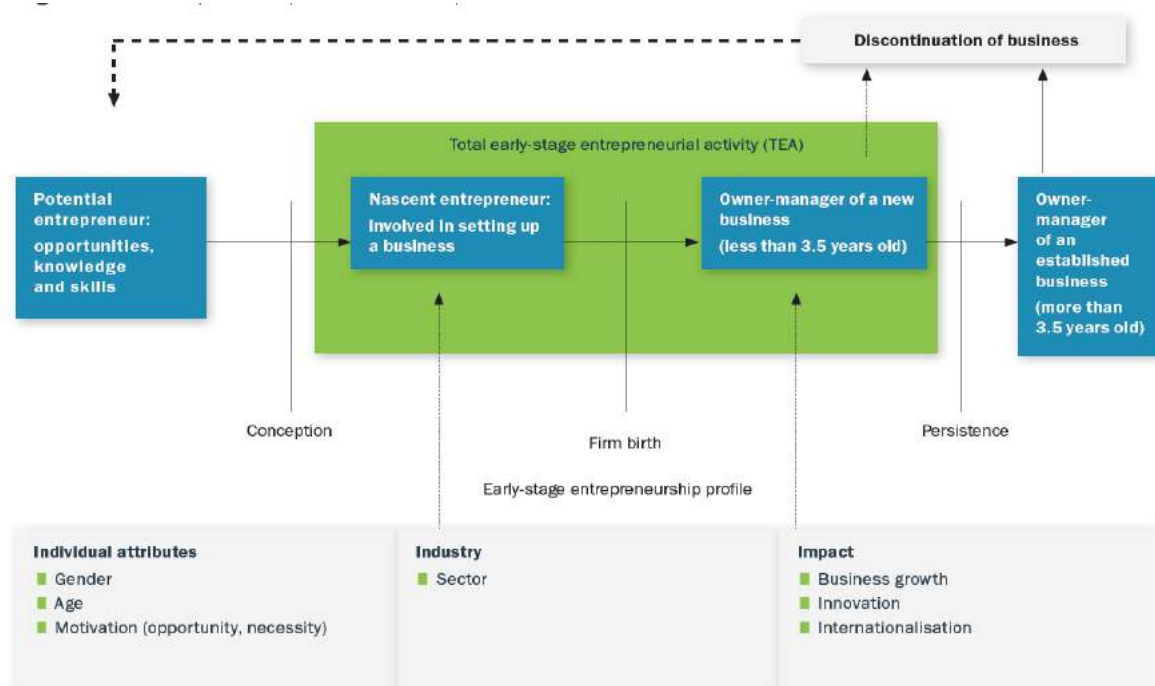 Discontinuation of business
Total early-stage entrepreneurial activity (TEA)
Potential
entrepreneur:
opportunities,
knowledge
and skills
Nascent entrepreneur:
Involved in setting up
a business
Owner-manager of a new
business
(less than 3.5 years old)
Owner-
manager
of an
established
business
(more than
3.5 years old)
Conception
Firm birth
Persistence
Early-stage entrepreneurship profile
Individual attributes
Gender
Age
Motivation (opportunity, necessity)
Industry
Sector
Impact
Business growth
Innovation
Internationalisation